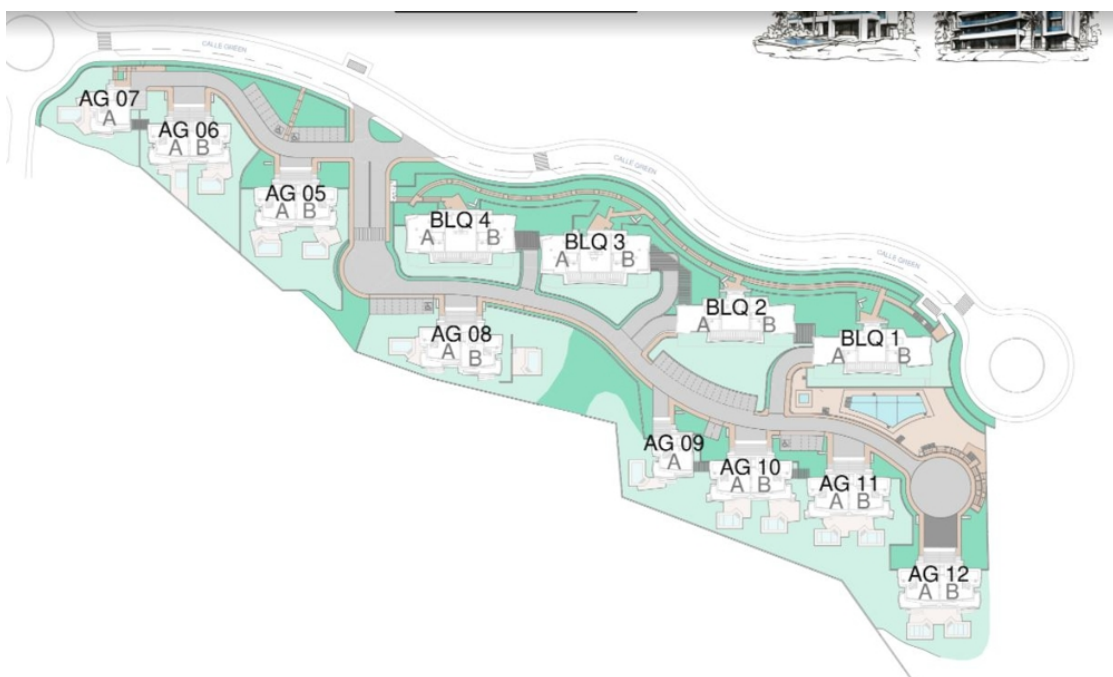 CALLE GREEN
AG 07
A
AG 06
A B
AG 05
A B
CALLE GREEN
BLQ 4
A B
BLQ 3
A B
CALLE GREEN
BLQ 2
A B
BLQ 1
A B
AG 08
A
B
AG 09
A
AG 10
A B
AG 11
A B
AG 12
A B